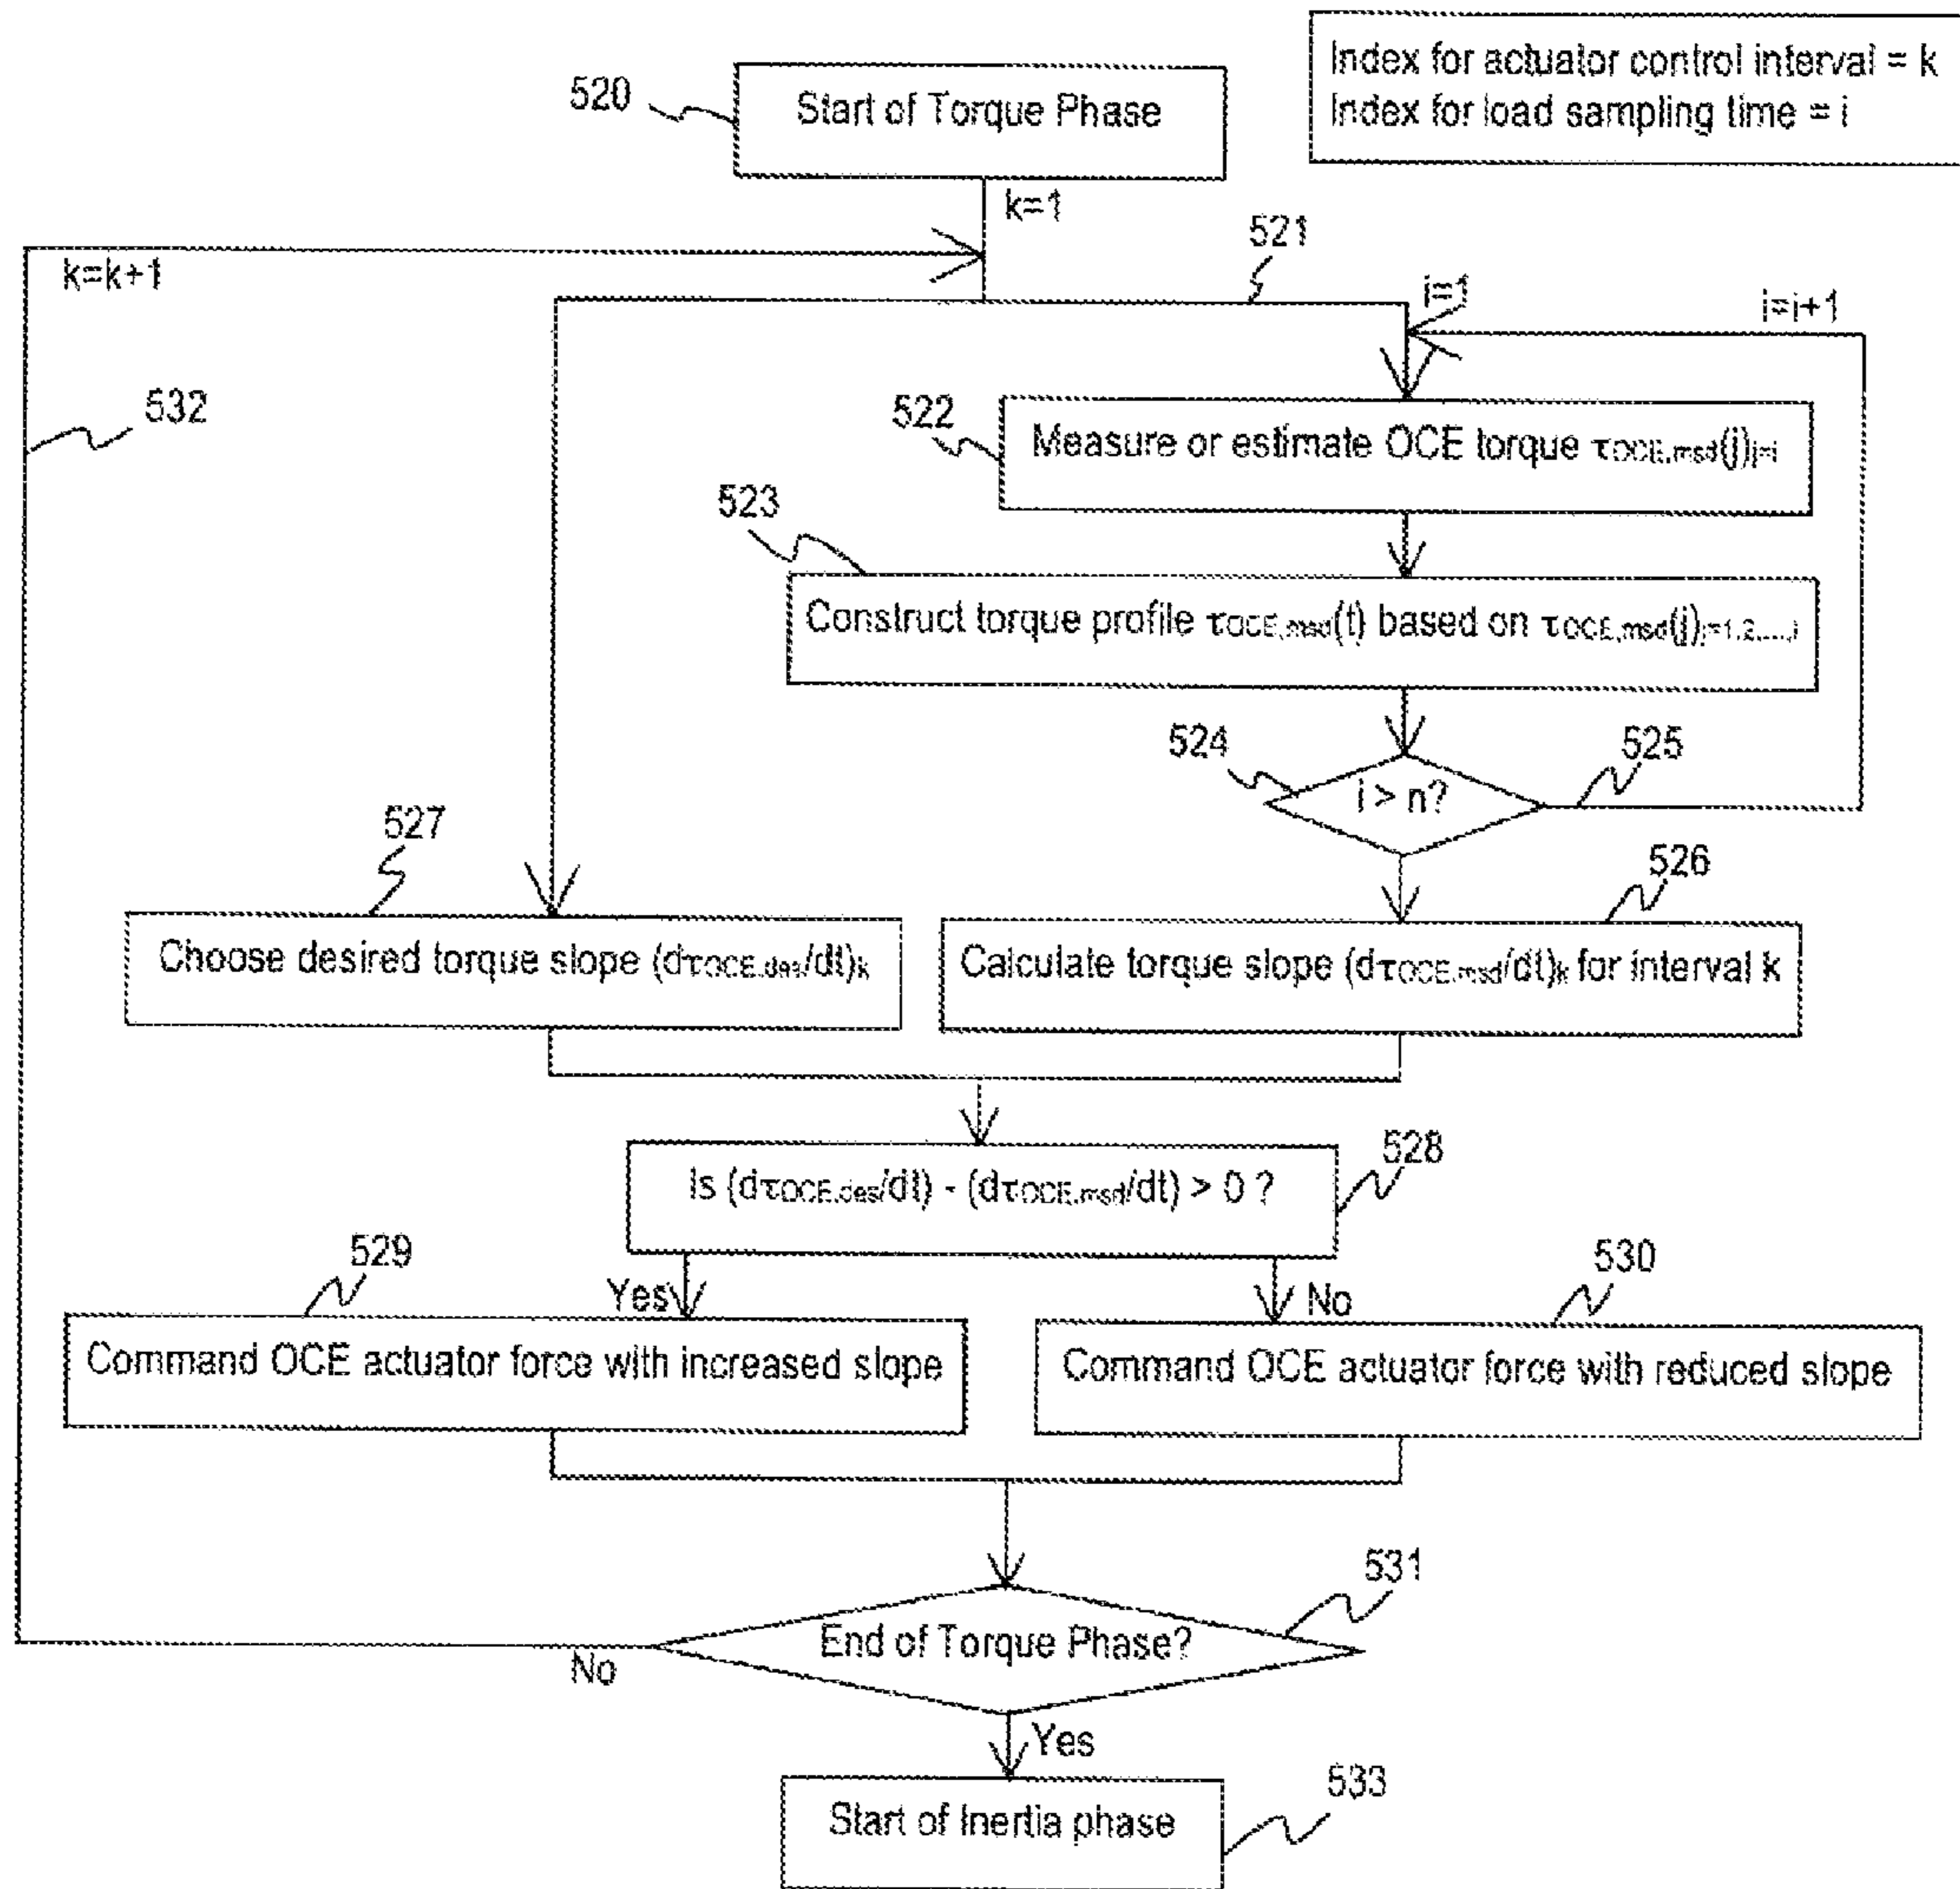 Index for actuator control interval = k
Index for load sampling time = i
520
Start of Torque Phase
k=1
521
k=k+1
i=1
i=i+1
532
522
Measure or estimate OCE torque τOCE,msd(j)j=i
523
Construct torque profile τOCE,msd(t) based on τOCE,msd(j)j=1,2,...,i
524
i > n?
525
527
526
Choose desired torque slope (dτOCE,des/dt)k
Calculate torque slope (dτOCE,msd/dt)k for interval k
528
Is (dτOCE,des/dt) - (dτOCE,msd/dt) > 0 ?
529
530
Yes
No
Command OCE actuator force with increased slope
Command OCE actuator force with reduced slope
531
End of Torque Phase?
No
Yes
533
Start of Inertia phase